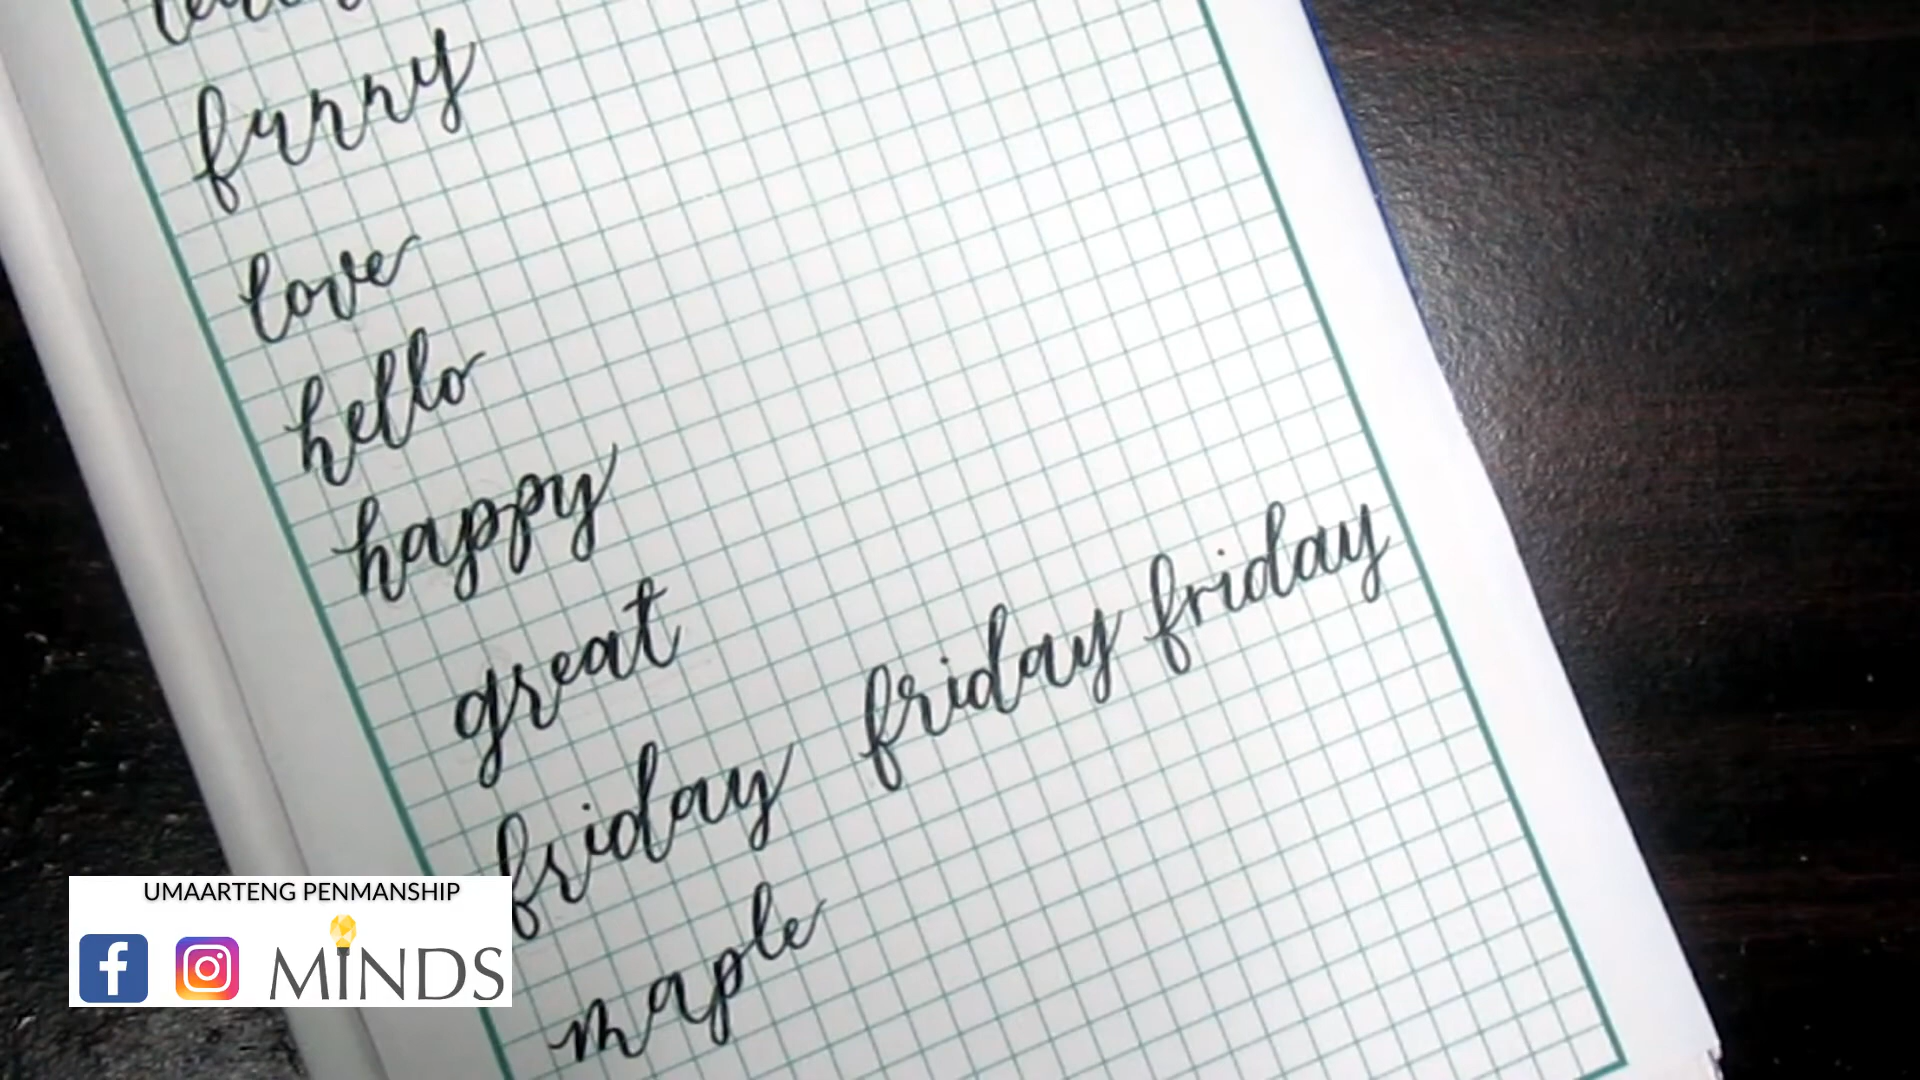 funny
love
hello
happy
great
friday friday friday
maple
UMAARTENG PENMANSHIP
MINDS